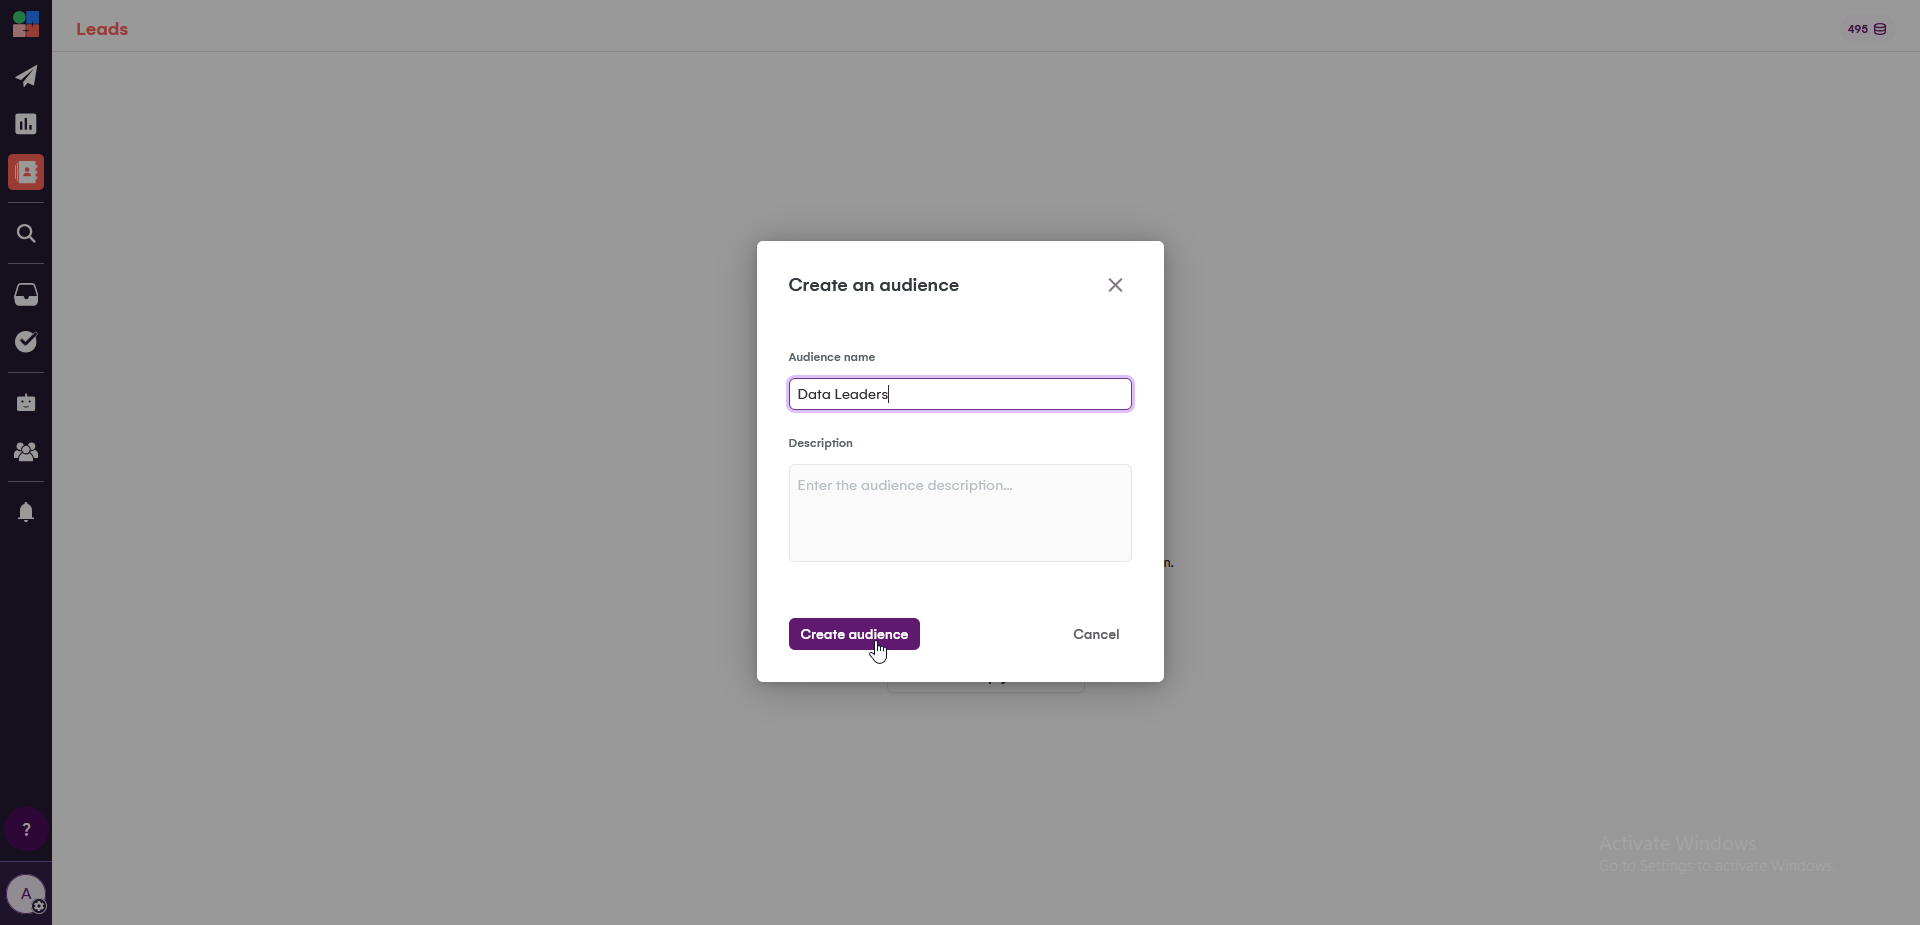 Leads
495
Create an audience
Audience name
Data Leaders
Description
Enter the audience description...
n.
Create audience
Cancel
?
Activate Windows
Go to Settings to activate Windows.
A